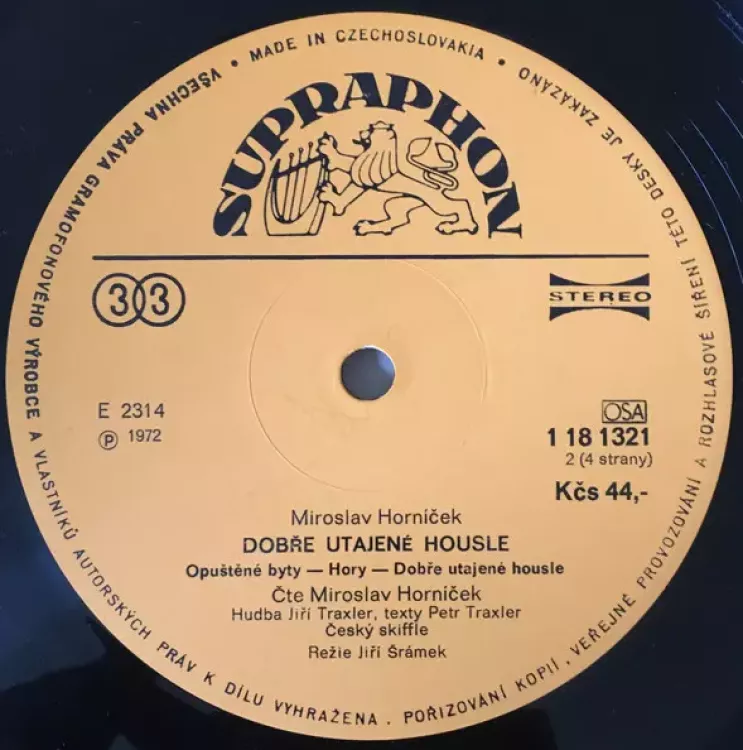 VŠECHNA PRÁVA GRAMOFONOVÉHO VÝROBCE A VLASTNÍKŮ AUTORSKÝCH PRÁV K DÍLU VYHRAŽENA. POŘIZOVÁNÍ KOPIÍ, VEŘEJNÉ PROVOZOVÁNÍ A ROZHLASOVÉ ŠÍŘENÍ TÉTO DESKY JE ZAKÁZÁNO • MADE IN CZECHOSLOVAKIA •
SUPRAPHON
33
STEREO
E 2314
Ⓟ 1972
OSA
1 18 1321
2 (4 strany)
Kčs 44,-
Miroslav Horníček
DOBŘE UTAJENÉ HOUSLE
Opuštěné byty — Hory — Dobře utajené housle
Čte Miroslav Horníček
Hudba Jiří Traxler, texty Petr Traxler
Český skiffle
Režie Jiří Šrámek